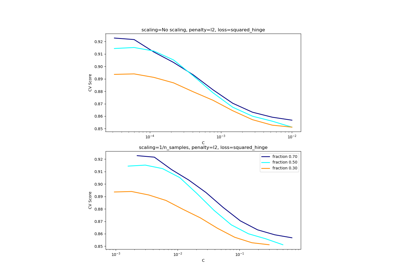 scaling=No scaling, penalty=l2, loss=squared_hinge
0.92
0.91
0.90
0.89
0.88
0.87
0.86
0.85
CV Score
C
scaling=1/n_samples, penalty=l2, loss=squared_hinge
fraction 0.70
fraction 0.50
fraction 0.30
0.92
0.91
0.90
0.89
0.88
0.87
0.86
0.85
CV Score
C